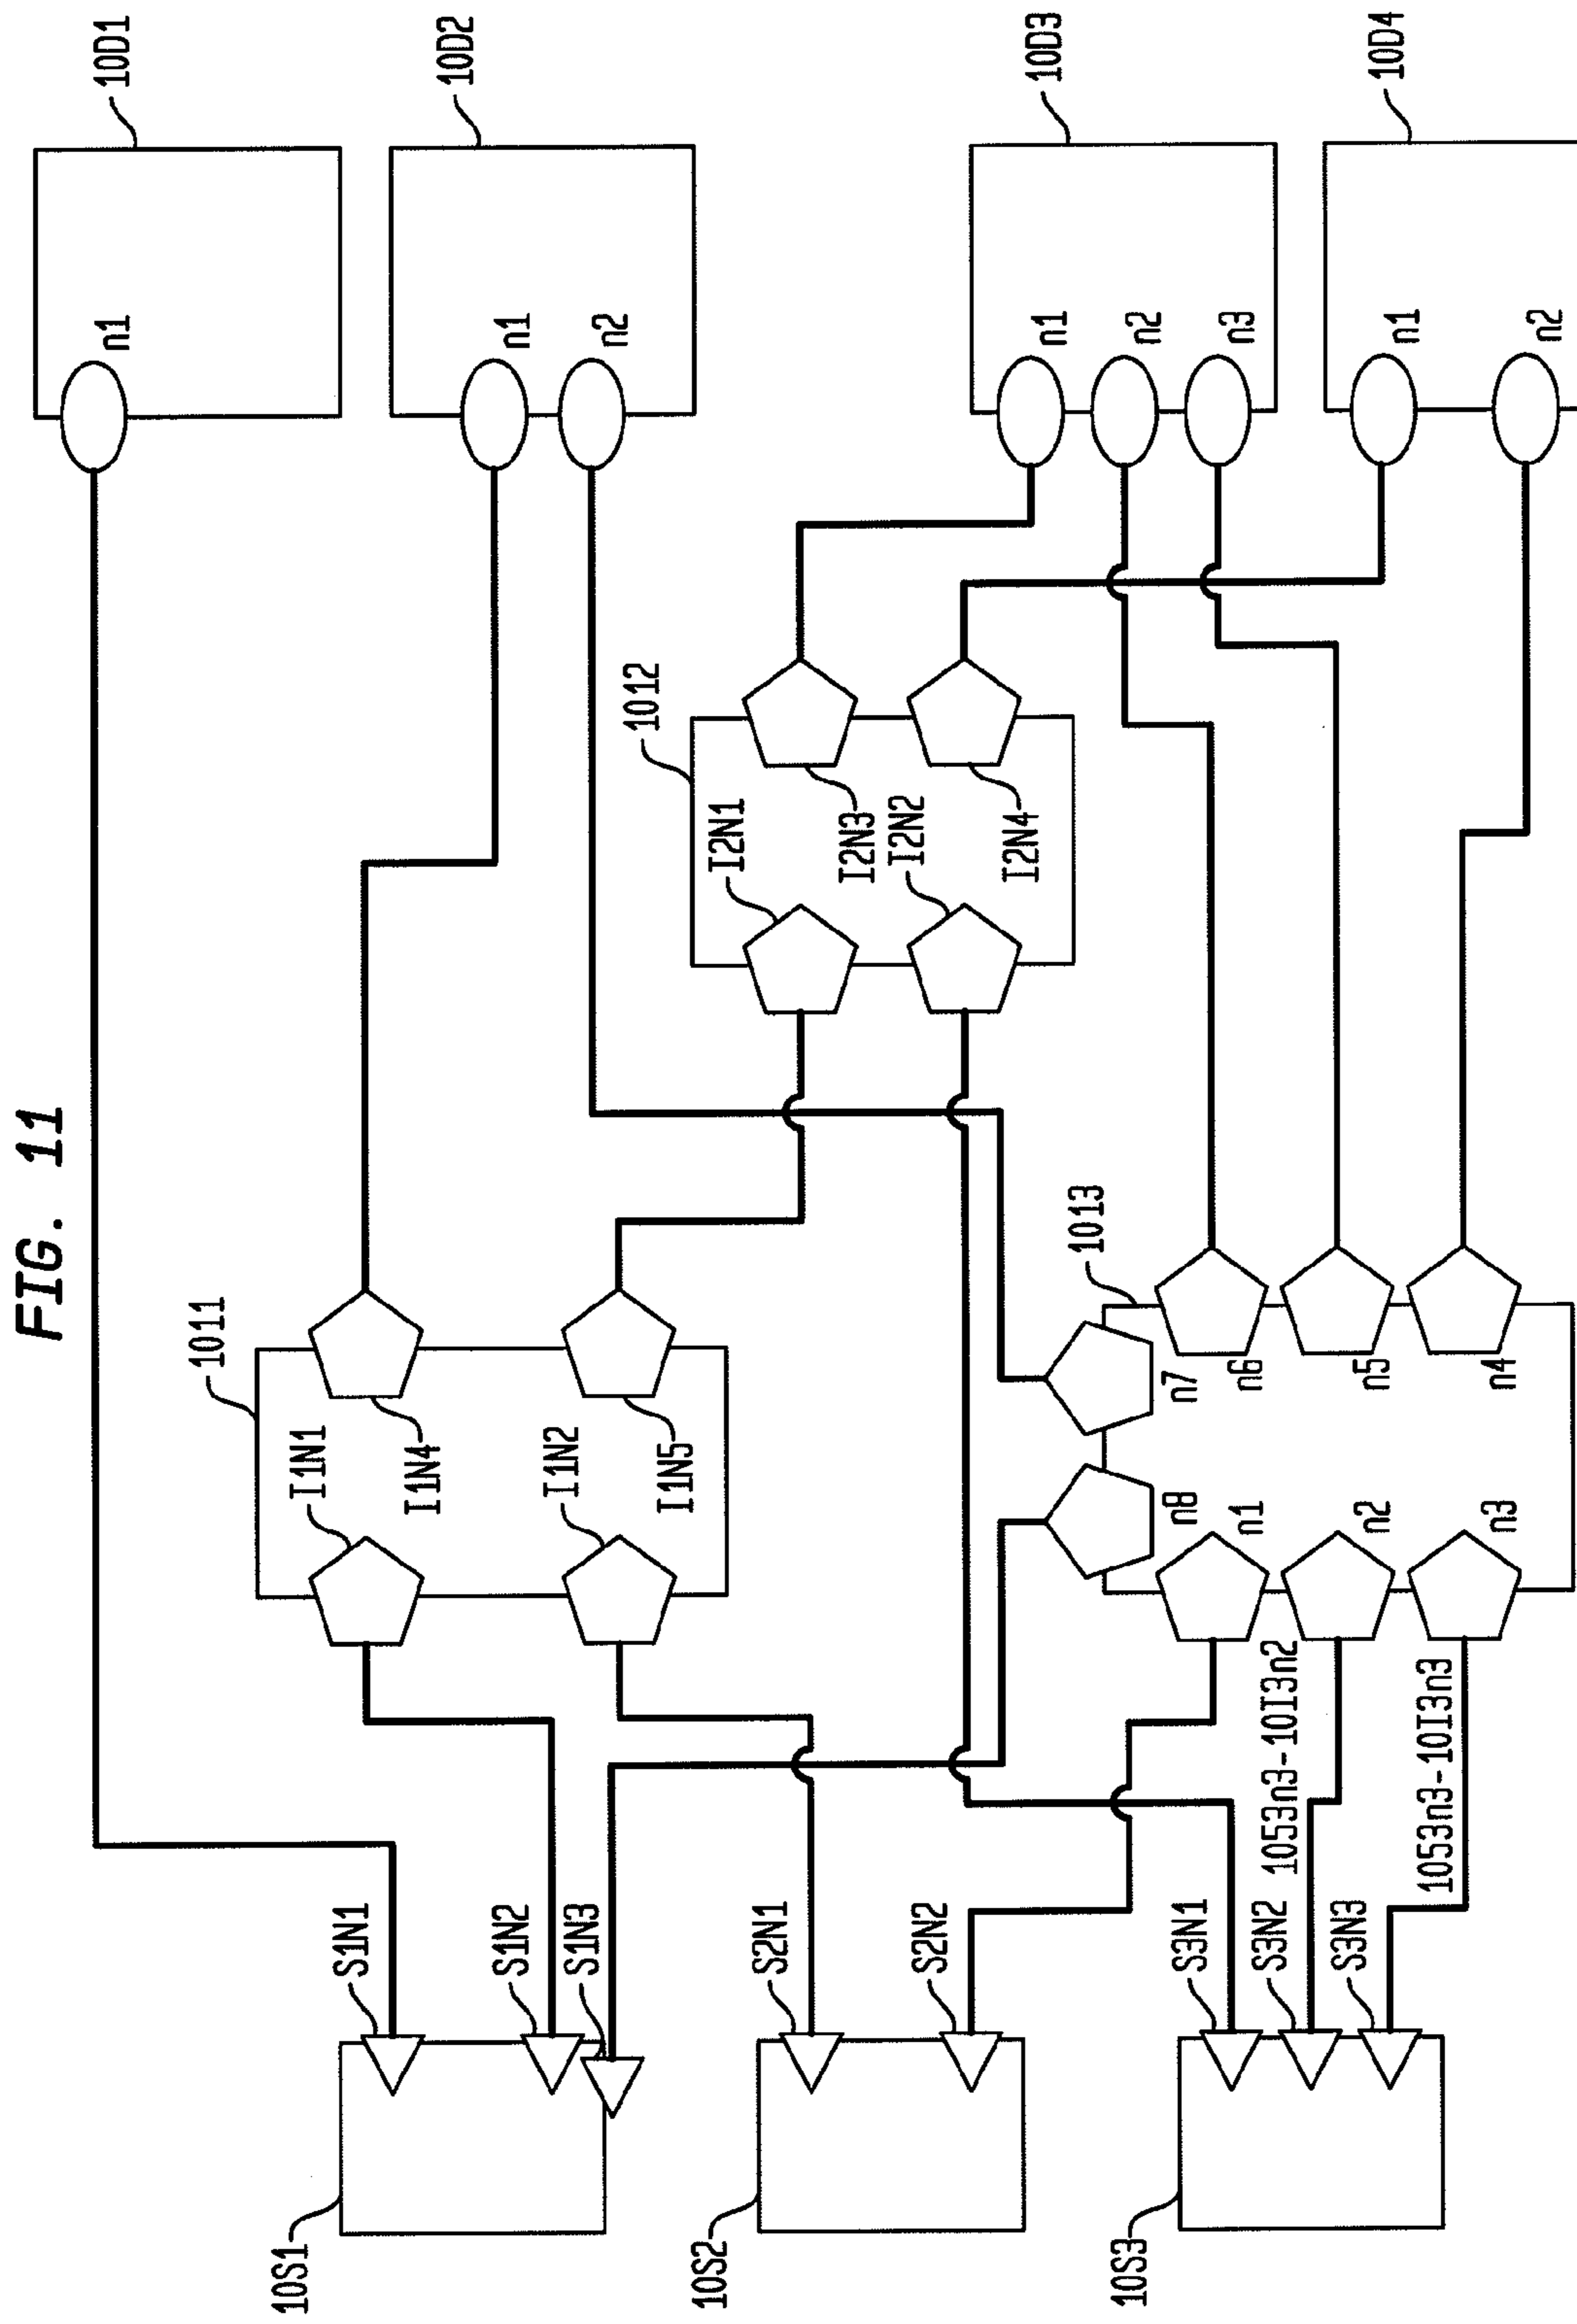 FIG. 11
10D1
n1
10D2
n1
n2
10D3
n1
n2
n3
10D4
n1
n2
1011
I1N1
I1N4
I1N2
I1N5
1012
I2N1
I2N3
I2N2
I2N4
1013
n8
n7
n1
n6
n2
n5
n3
n4
10S1
S1N1
S1N2
S1N3
10S2
S2N1
S2N2
10S3
S3N1
S3N2
S3N3
1053n3-10I3n2
1053n3-10I3n3